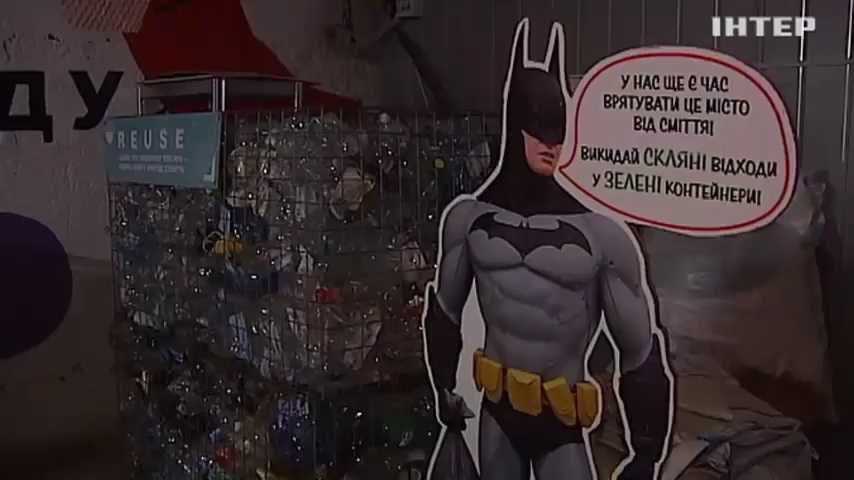 ІНТЕР
ДУ
REUSE
У НАС ЩЕ Є ЧАС
ВРЯТУВАТИ ЦЕ МІСТО
ВІД СМІТТЯ!
ВИКИДАЙ СКЛЯНІ ВІДХОДИ
У ЗЕЛЕНІ КОНТЕЙНЕРИ!